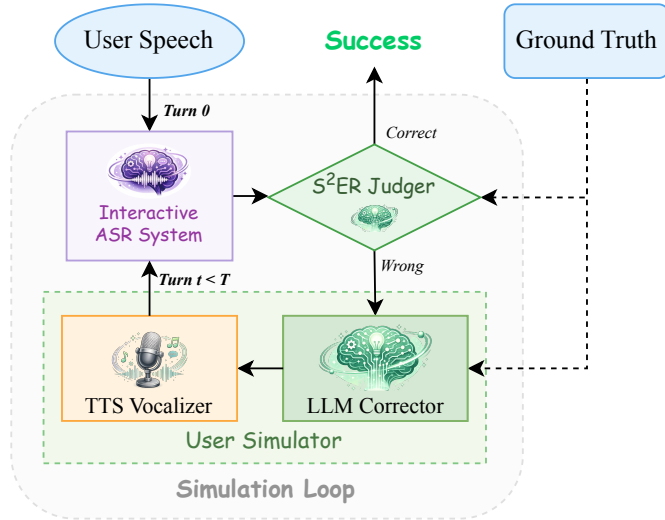 User Speech
Success
Ground Truth
Turn 0
Correct
S²ER Judger
Interactive
ASR System
Wrong
Turn t < T
TTS Vocalizer
LLM Corrector
User Simulator
Simulation Loop